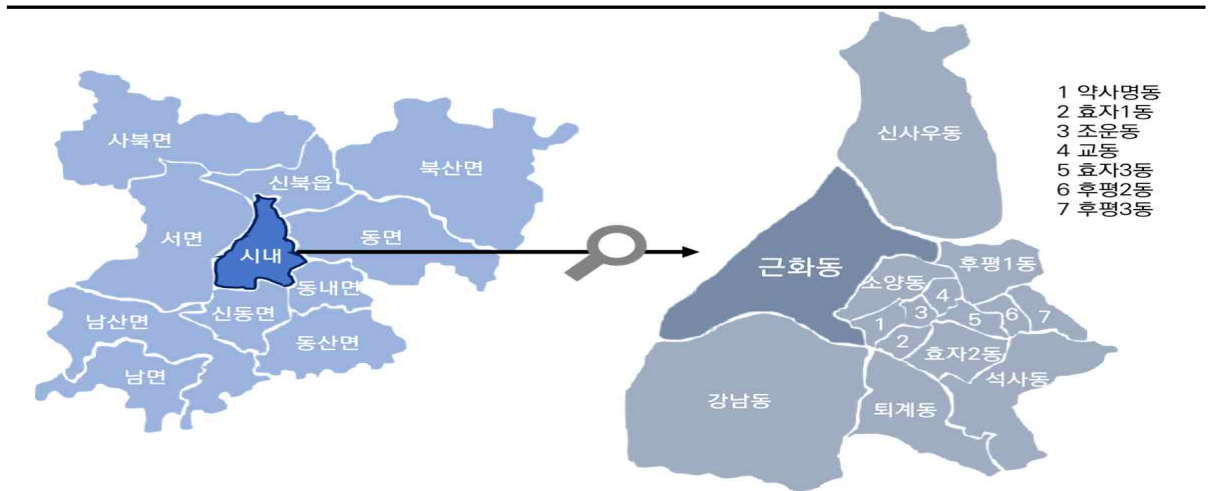 사북면
신북읍
북산면
서면
시내
동면
동내면
신동면
남산면
동산면
남면
신사우동
근화동
후평1동
소양동
4
3
1
5
6
7
2
효자2동
석사동
강남동
퇴계동
1 약사명동
2 효자1동
3 조운동
4 교동
5 효자3동
6 후평2동
7 후평3동